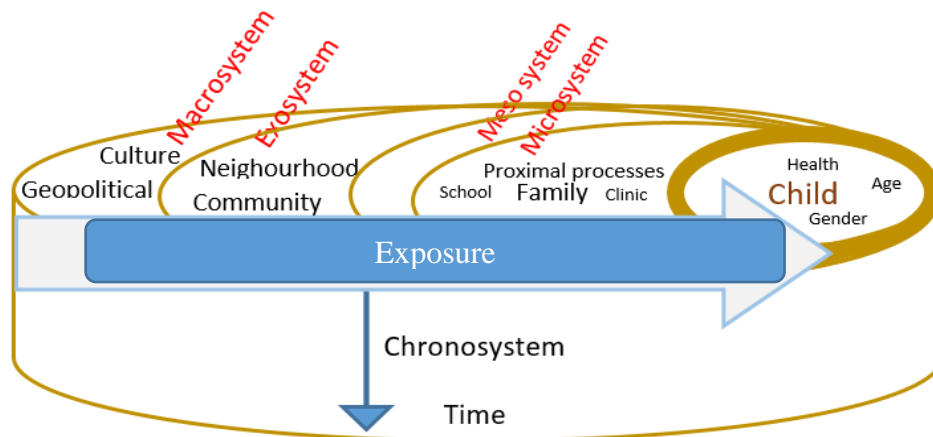 Macrosystem
Exosystem
Meso system
Microsystem
Culture
Geopolitical
Neighourhood
Community
Proximal processes
School Family Clinic
Health
Child
Age
Gender
Exposure
Chronosystem
Time